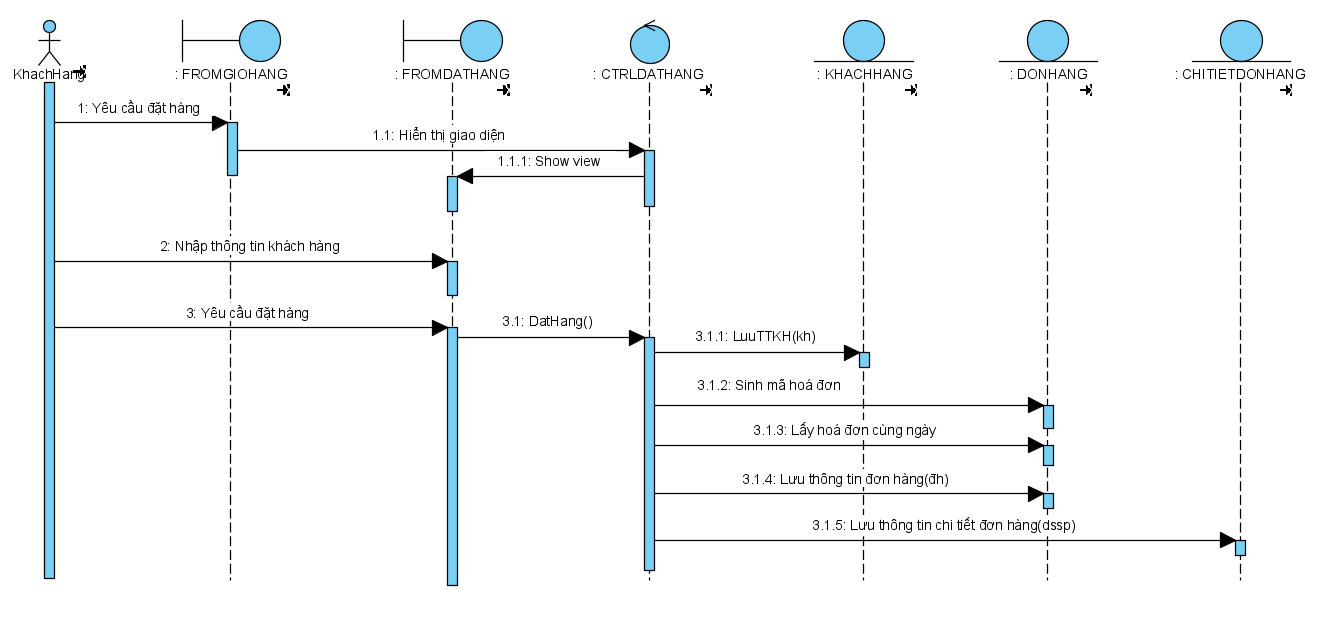 KhachHang
: FROMGIOHANG
: FROMDATHANG
: CTRLDATHANG
: KHACHHANG
: DONHANG
: CHITIETDONHANG
1: Yêu cầu đặt hàng
1.1: Hiển thị giao diện
1.1.1: Show view
2: Nhập thông tin khách hàng
3: Yêu cầu đặt hàng
3.1: DatHang()
3.1.1: LuuTTKH(kh)
3.1.2: Sinh mã hoá đơn
3.1.3: Lấy hoá đơn cùng ngày
3.1.4: Lưu thông tin đơn hàng(đh)
3.1.5: Lưu thông tin chi tiết đơn hàng(dssp)